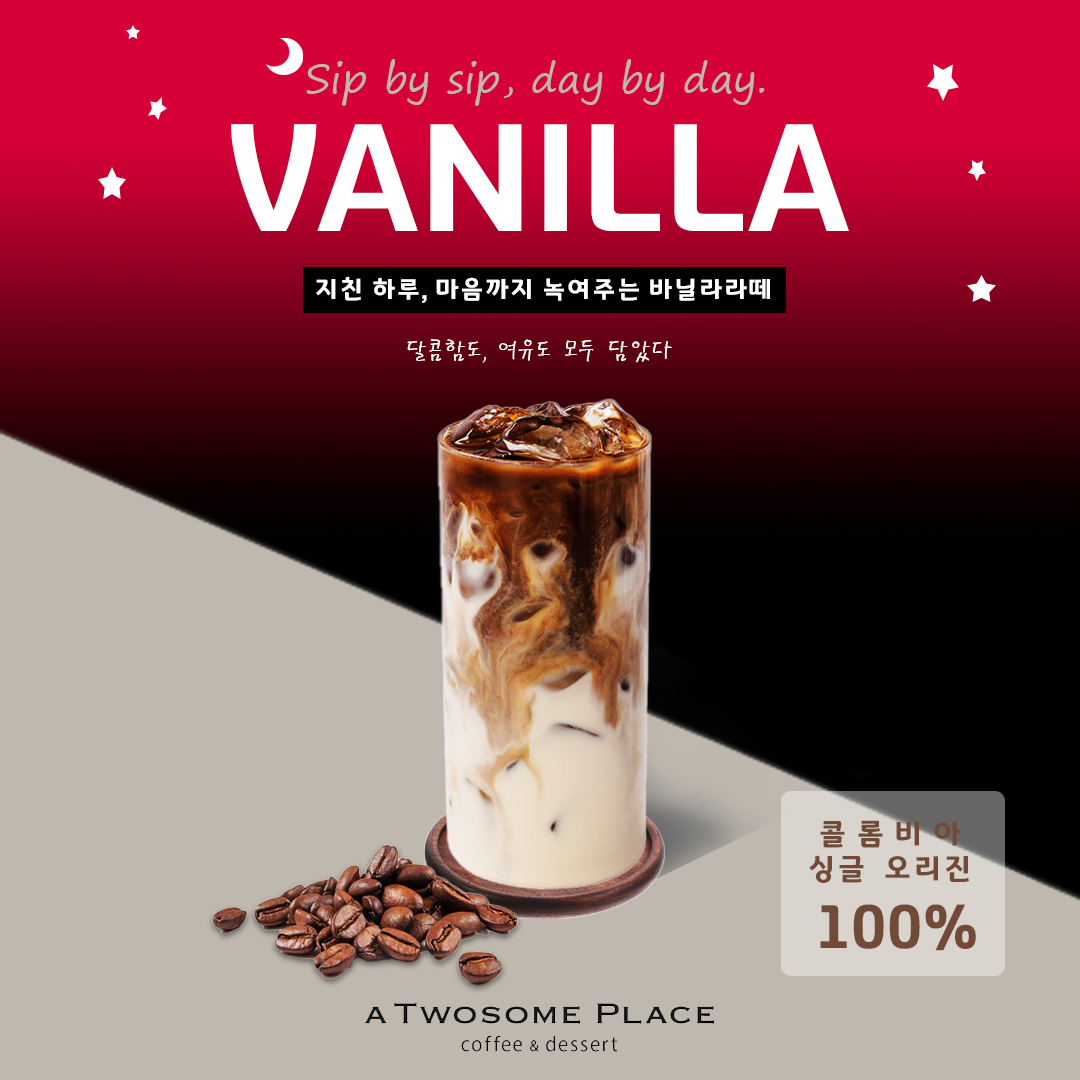 Sip by sip, day by day.
VANILLA
지친 하루, 마음까지 녹여주는 바닐라라떼
달콤함도, 여유도 모두 담았다
콜롬비아
싱글 오리진
100%
A TWOSOME PLACE
coffee & dessert